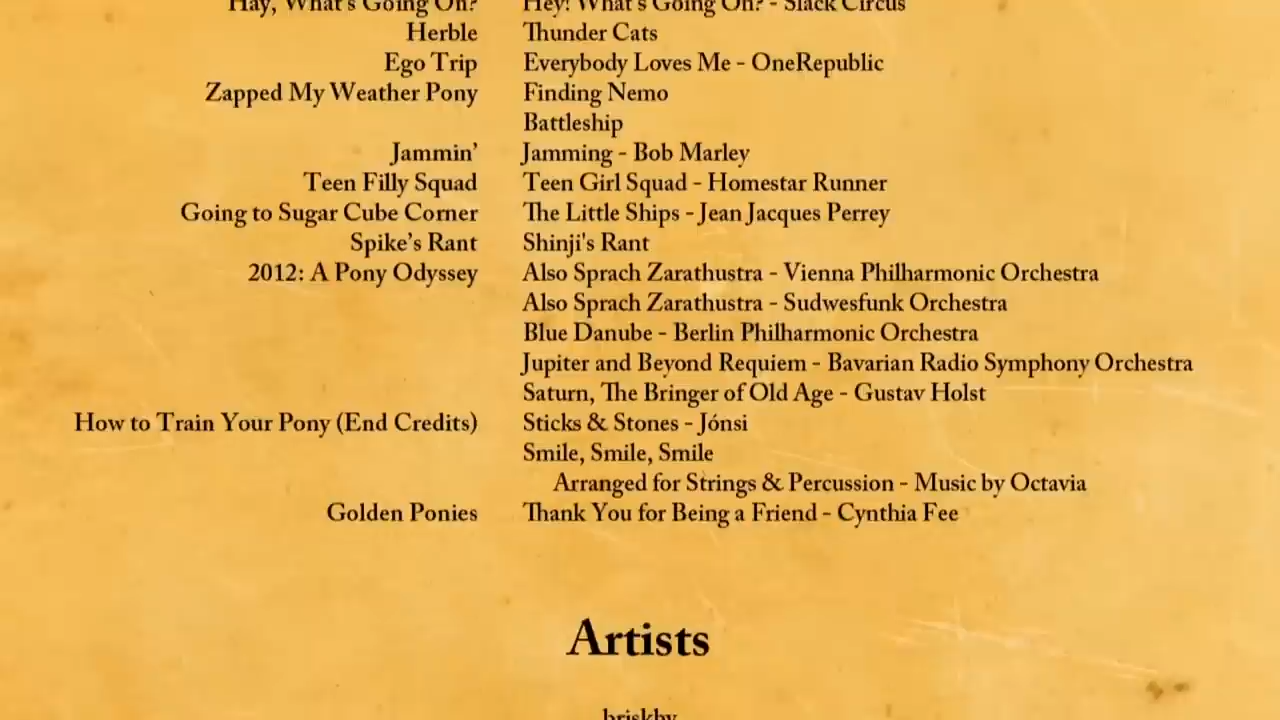 Hay, What's Going On? Hey! What's Going On? - Slack Circus
Herble Thunder Cats
Ego Trip Everybody Loves Me - OneRepublic
Zapped My Weather Pony Finding Nemo
Battleship
Jammin' Jamming - Bob Marley
Teen Filly Squad Teen Girl Squad - Homestar Runner
Going to Sugar Cube Corner The Little Ships - Jean Jacques Perrey
Spike's Rant Shinji's Rant
2012: A Pony Odyssey Also Sprach Zarathustra - Vienna Philharmonic Orchestra
Also Sprach Zarathustra - Sudwesfunk Orchestra
Blue Danube - Berlin Philharmonic Orchestra
Jupiter and Beyond Requiem - Bavarian Radio Symphony Orchestra
Saturn, The Bringer of Old Age - Gustav Holst
How to Train Your Pony (End Credits) Sticks & Stones - Jónsi
Smile, Smile, Smile
Arranged for Strings & Percussion - Music by Octavia
Golden Ponies Thank You for Being a Friend - Cynthia Fee
Artists
briskby